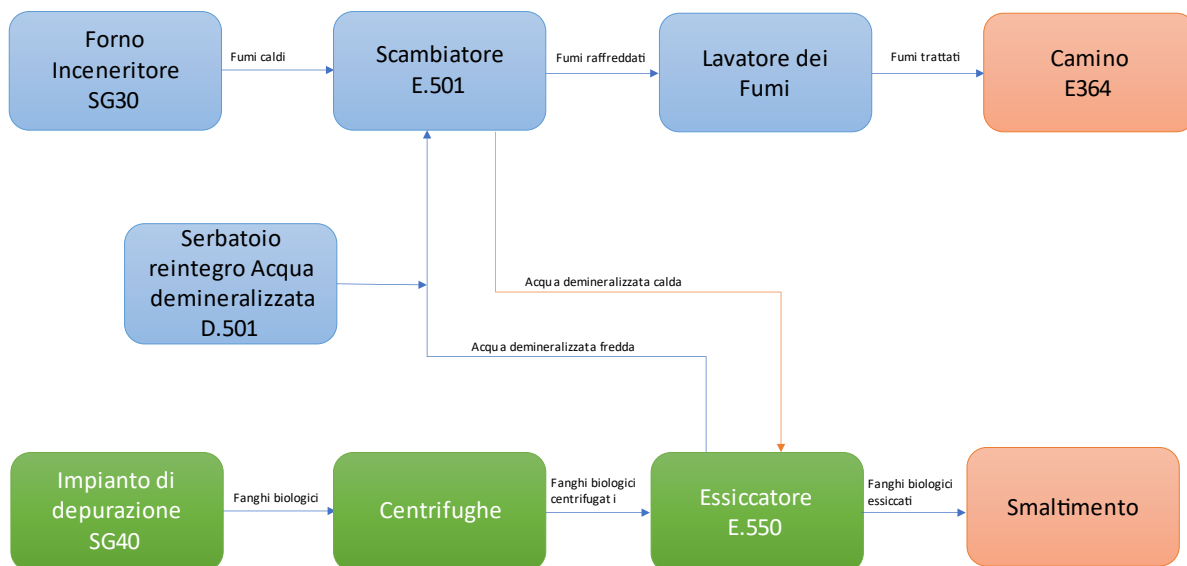 Forno
Inceneritore
SG30
Fumi caldi
Scambiatore
E.501
Fumi raffreddati
Lavatore dei
Fumi
Fumi trattati
Camino
E364
Serbatoio
reintegro Acqua
demineralizzata
D.501
Acqua demineralizzata calda
Acqua demineralizzata fredda
Impianto di
depurazione
SG40
Fanghi biologici
Centrifughe
Fanghi biologici
centrifugat i
Essiccatore
E.550
Fanghi biologici
essiccati
Smaltimento